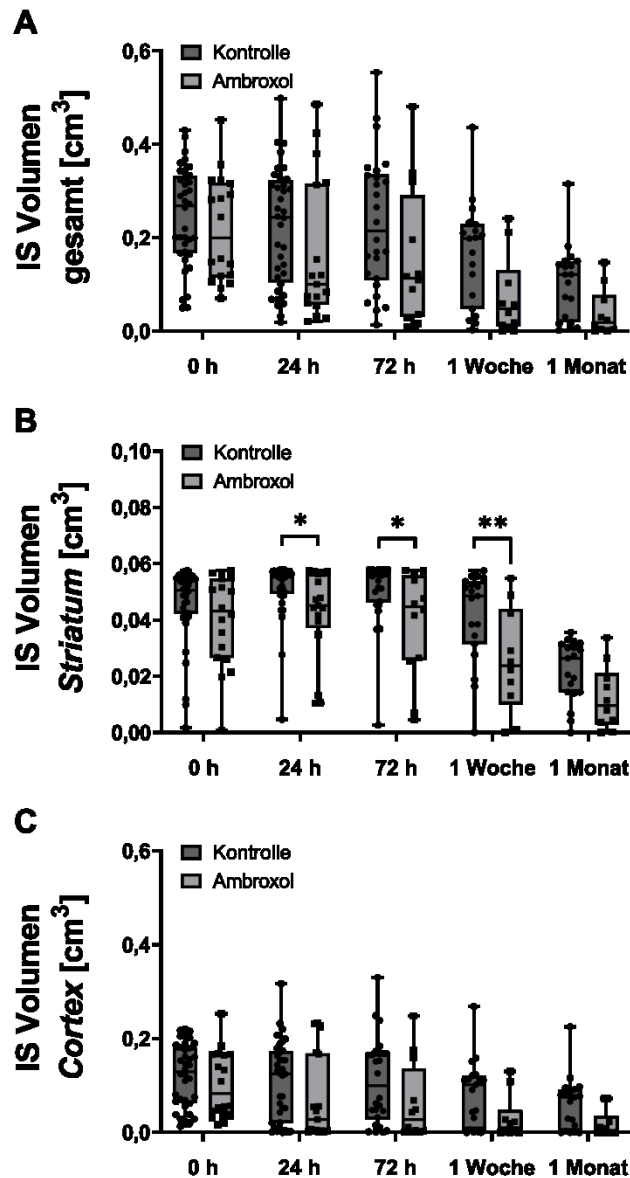 A
IS Volumen
gesamt [cm³]
0,6
0,4
0,2
0,0
Kontrolle
Ambroxol
0 h 24 h 72 h 1 Woche 1 Monat
B
IS Volumen
Striatum [cm³]
0,10
0,08
0,06
0,04
0,02
0,00
Kontrolle
Ambroxol
* * **
0 h 24 h 72 h 1 Woche 1 Monat
C
IS Volumen
Cortex [cm³]
0,6
0,4
0,2
0,0
Kontrolle
Ambroxol
0 h 24 h 72 h 1 Woche 1 Monat